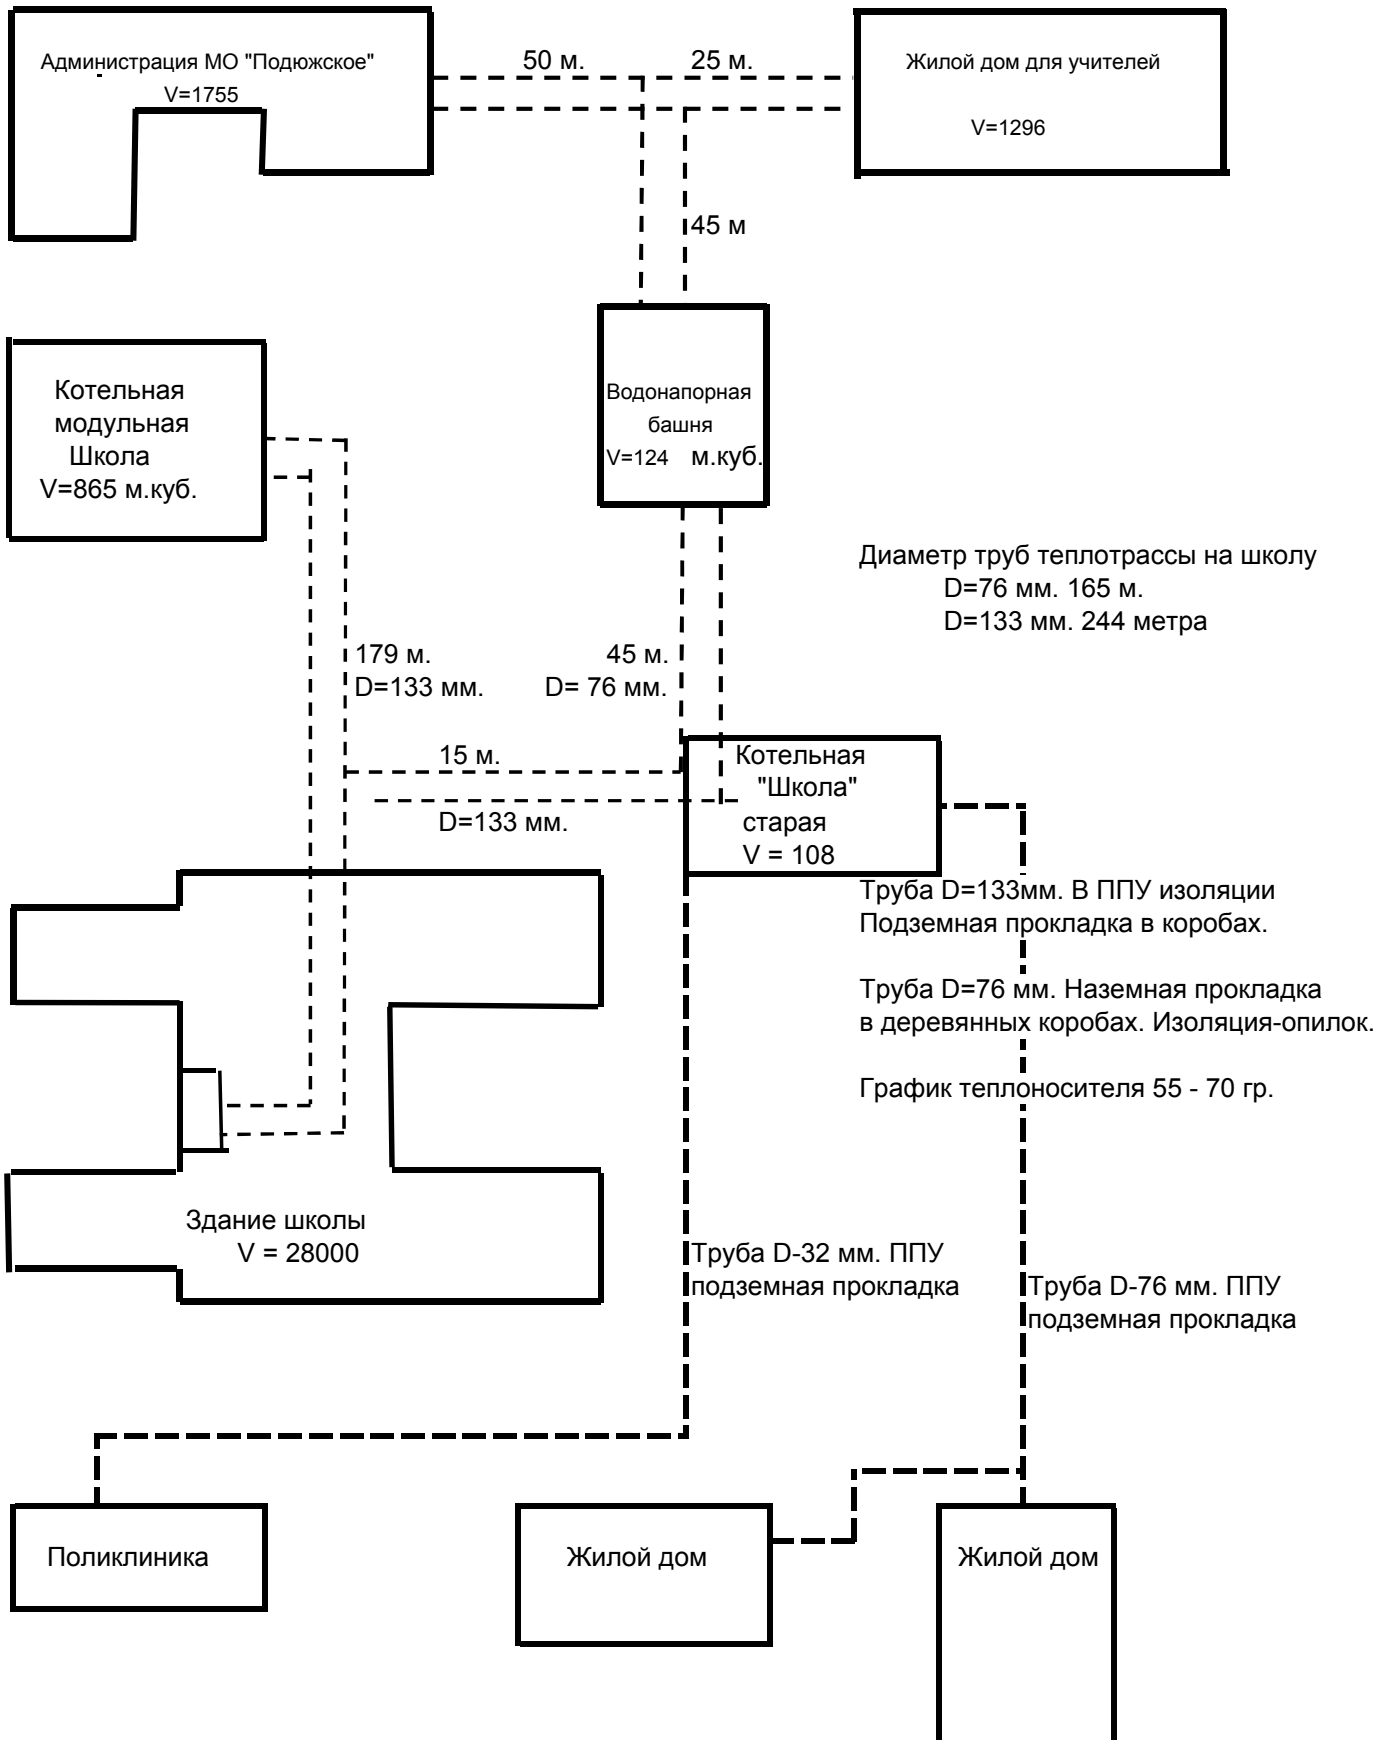 Администрация МО "Подюжское"
V=1755
50 м.
25 м.
Жилой дом для учителей
V=1296
45 м
Котельная
модульная
Школа
V=865 м.куб.
Водонапорная
башня
V=124 м.куб.
Диаметр труб теплотрассы на школу
D=76 мм. 165 м.
D=133 мм. 244 метра
179 м.
D=133 мм.
45 м.
D= 76 мм.
15 м.
D=133 мм.
Котельная
"Школа"
старая
V = 108
Труба D=133мм. В ППУ изоляции
Подземная прокладка в коробах.
Труба D=76 мм. Наземная прокладка
в деревянных коробах. Изоляция-опилок.
График теплоносителя 55 - 70 гр.
Здание школы
V = 28000
Труба D-32 мм. ППУ
подземная прокладка
Труба D-76 мм. ППУ
подземная прокладка
Поликлиника
Жилой дом
Жилой дом